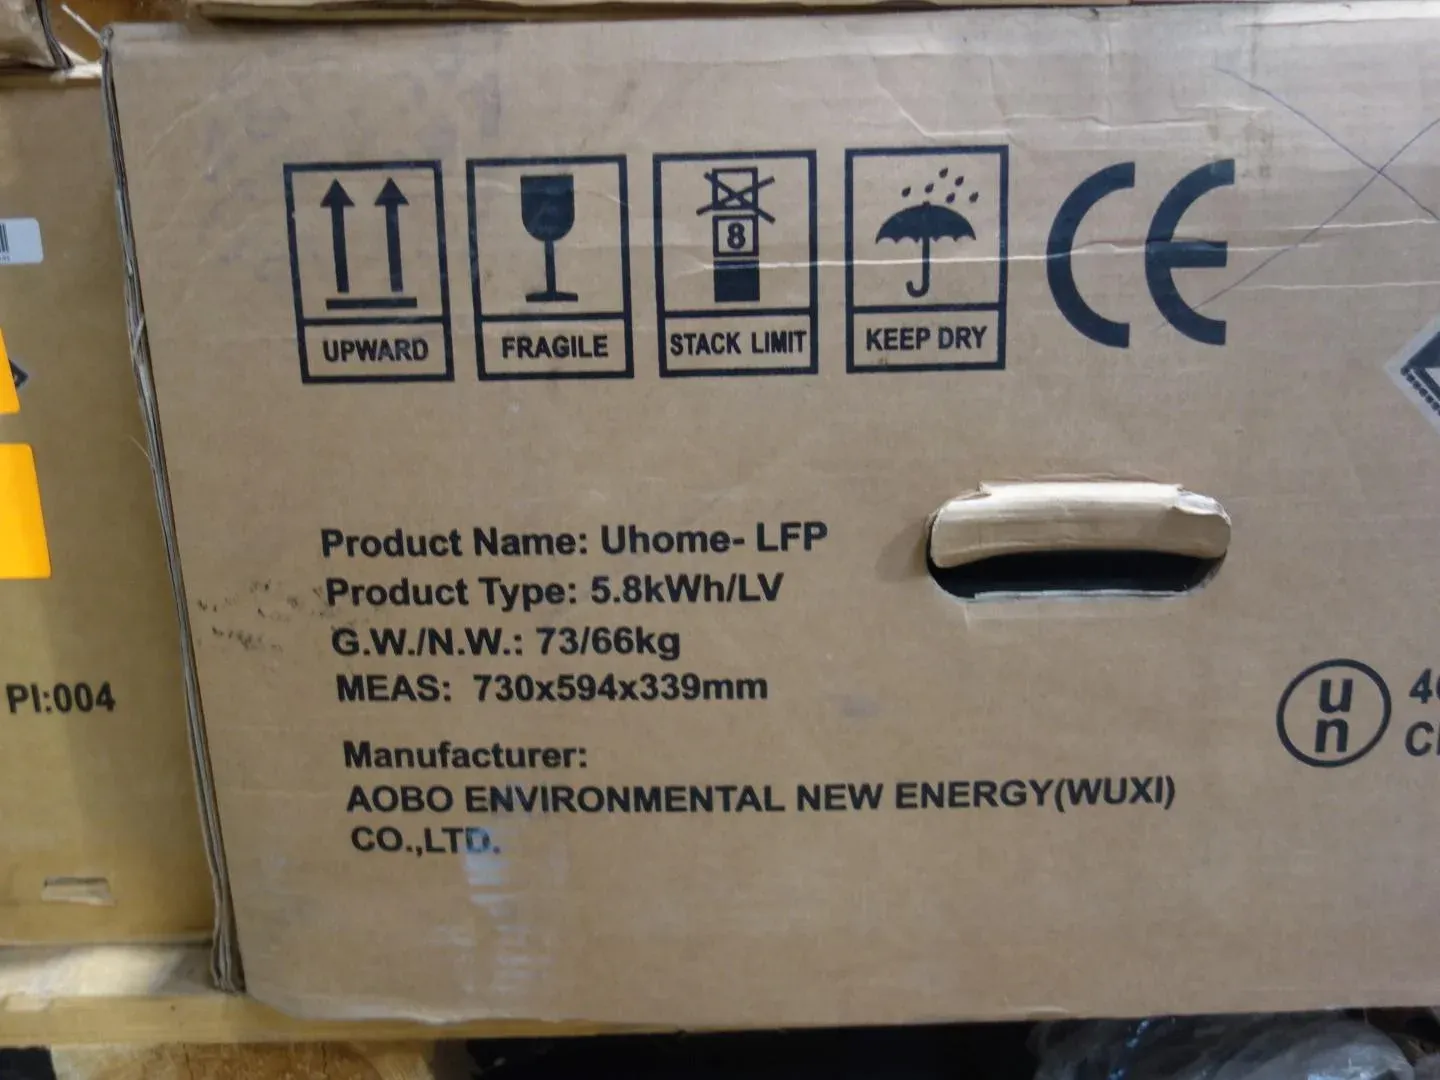 8
UPWARD
FRAGILE
STACK LIMIT
KEEP DRY
CE
Product Name: Uhome- LFP
Product Type: 5.8kWh/LV
G.W./N.W.: 73/66kg
MEAS: 730x594x339mm
PI:004
un
Manufacturer:
AOBO ENVIRONMENTAL NEW ENERGY(WUXI)
CO.,LTD.